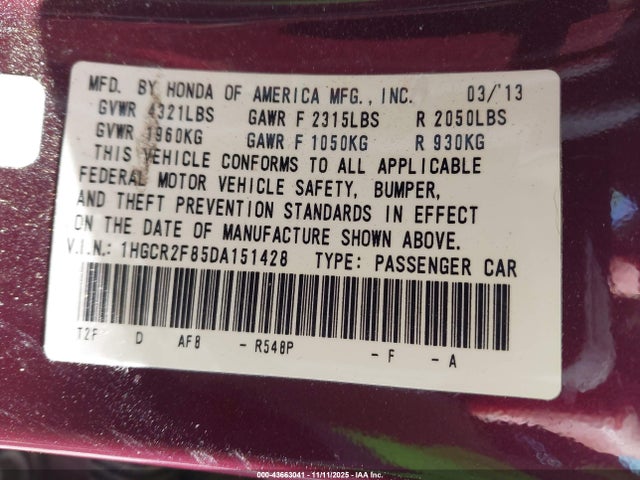 MFD. BY HONDA OF AMERICA MFG., INC. 03/'13
GVWR 4321LBS GAWR F 2315LBS R 2050LBS
GVWR 1960KG GAWR F 1050KG R 930KG
THIS VEHICLE CONFORMS TO ALL APPLICABLE
FEDERAL MOTOR VEHICLE SAFETY, BUMPER,
AND THEFT PREVENTION STANDARDS IN EFFECT
ON THE DATE OF MANUFACTURE SHOWN ABOVE.
V.I.N.: 1HGCR2F85DA151428 TYPE: PASSENGER CAR
T2F D AF8 - R548P - F - A
000-43663041 - 11/11/2025 - IAA Inc.